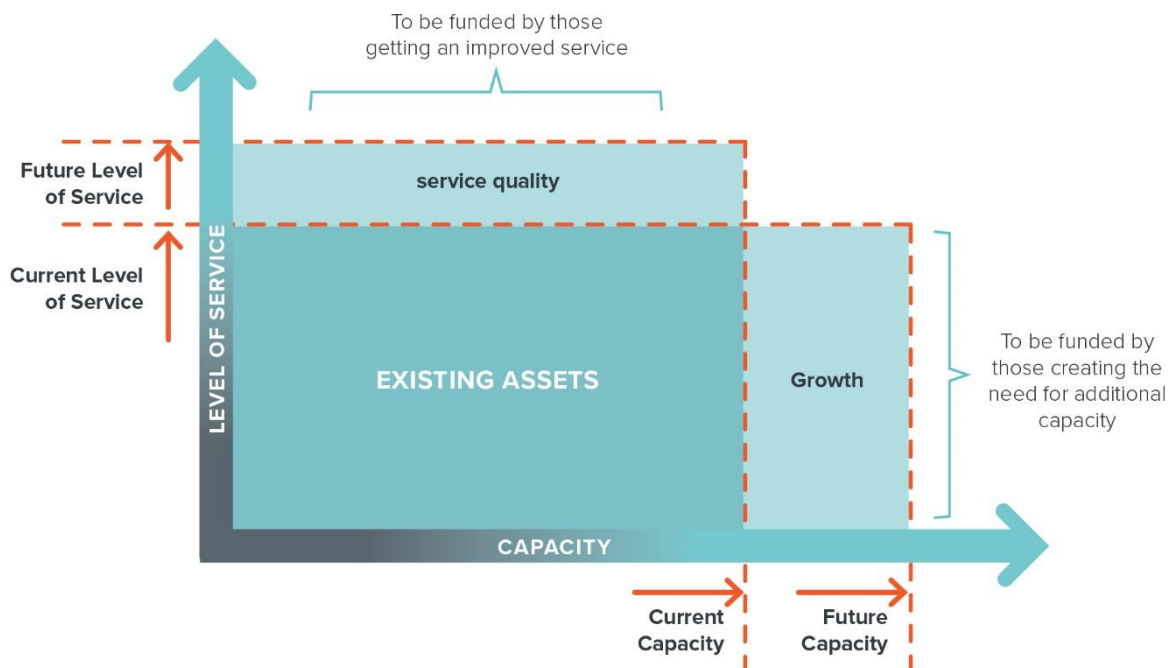 To be funded by those
getting an improved service
Future Level
of Service
service quality
Current Level
of Service
LEVEL OF SERVICE
EXISTING ASSETS
Growth
To be funded by
those creating the
need for additional
capacity
CAPACITY
Current
Capacity
Future
Capacity